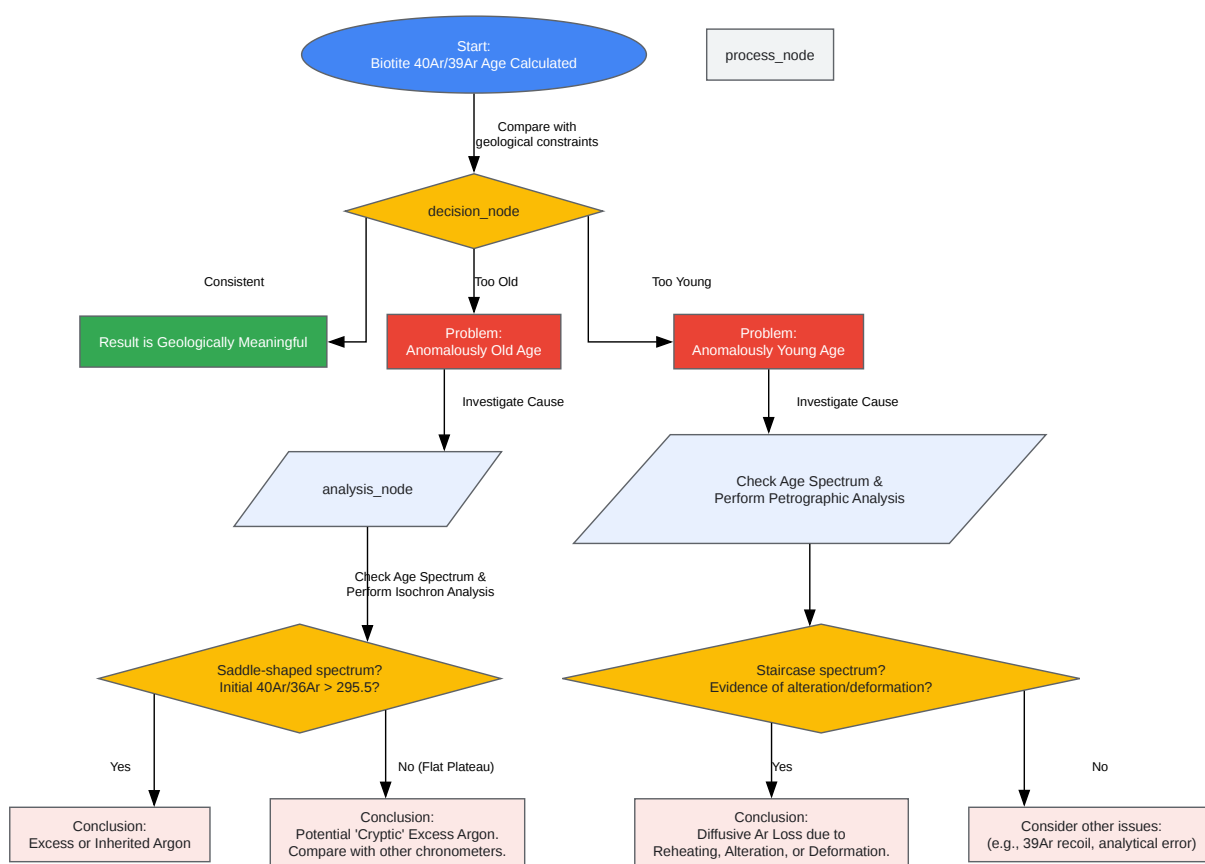 Start:
Biotite 40Ar/39Ar Age Calculated
process_node
Compare with
geological constraints
decision_node
Consistent
Too Old
Too Young
Result is Geologically Meaningful
Problem:
Anomalously Old Age
Problem:
Anomalously Young Age
Investigate Cause
Investigate Cause
analysis_node
Check Age Spectrum &
Perform Petrographic Analysis
Check Age Spectrum &
Perform Isochron Analysis
Saddle-shaped spectrum?
Initial 40Ar/36Ar > 295.5?
Staircase spectrum?
Evidence of alteration/deformation?
Yes
No (Flat Plateau)
Yes
No
Conclusion:
Excess or Inherited Argon
Conclusion:
Potential 'Cryptic' Excess Argon.
Compare with other chronometers.
Conclusion:
Diffusive Ar Loss due to
Reheating, Alteration, or Deformation.
Consider other issues:
(e.g., 39Ar recoil, analytical error)